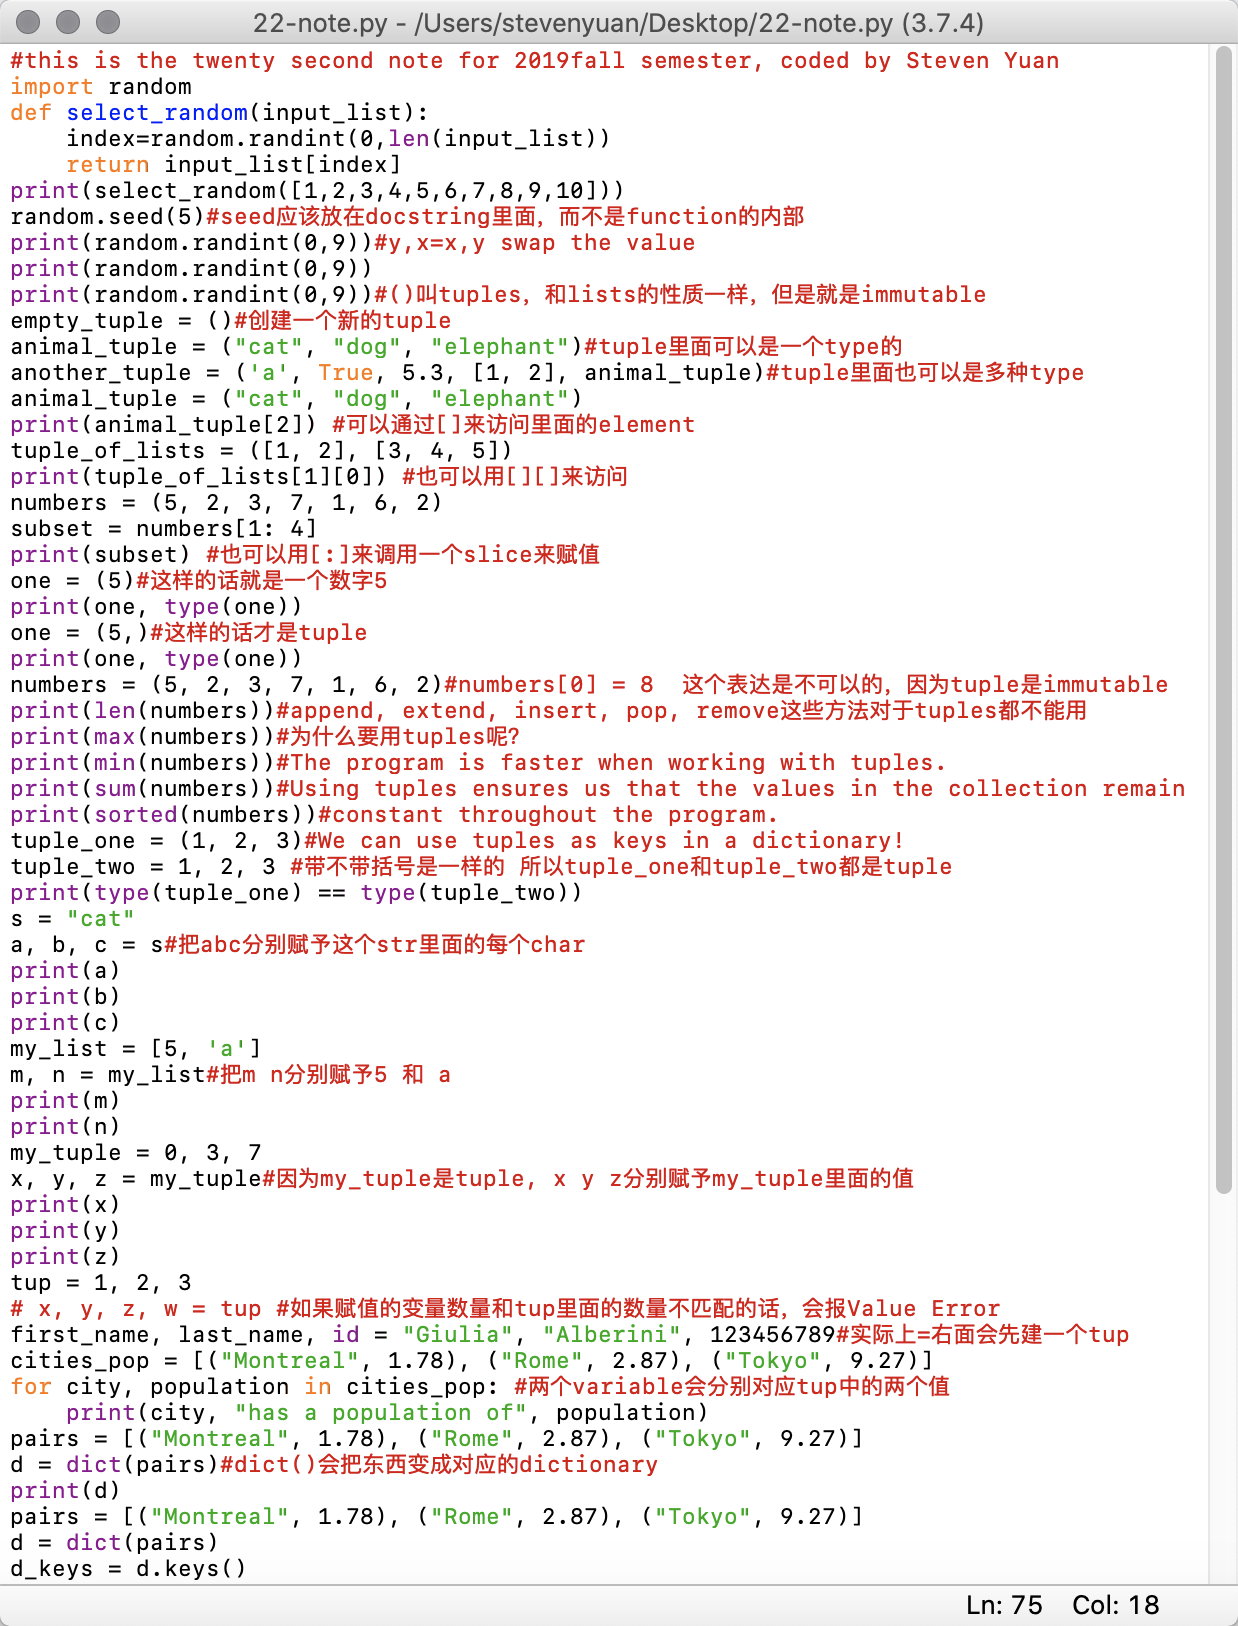 22-note.py - /Users/stevenyuan/Desktop/22-note.py (3.7.4)
#this is the twenty second note for 2019fall semester, coded by Steven Yuan
import random
def select_random(input_list):
    index=random.randint(0,len(input_list))
    return input_list[index]
print(select_random([1,2,3,4,5,6,7,8,9,10]))
random.seed(5)#seed应该放在docstring里面，而不是function的内部
print(random.randint(0,9))#y,x=x,y swap the value
print(random.randint(0,9))
print(random.randint(0,9))#()叫tuples，和lists的性质一样，但是就是immutable
empty_tuple = ()#创建一个新的tuple
animal_tuple = ("cat", "dog", "elephant")#tuple里面可以是一个type的
another_tuple = ('a', True, 5.3, [1, 2], animal_tuple)#tuple里面也可以是多种type
animal_tuple = ("cat", "dog", "elephant")
print(animal_tuple[2]) #可以通过[]来访问里面的element
tuple_of_lists = ([1, 2], [3, 4, 5])
print(tuple_of_lists[1][0]) #也可以用[][]来访问
numbers = (5, 2, 3, 7, 1, 6, 2)
subset = numbers[1: 4]
print(subset) #也可以用[:]来调用一个slice来赋值
one = (5)#这样的话就是一个数字5
print(one, type(one))
one = (5,)#这样的话才是tuple
print(one, type(one))
numbers = (5, 2, 3, 7, 1, 6, 2)#numbers[0] = 8  这个表达是不可以的，因为tuple是immutable
print(len(numbers))#append, extend, insert, pop, remove这些方法对于tuples都不能用
print(max(numbers))#为什么要用tuples呢？
print(min(numbers))#The program is faster when working with tuples.
print(sum(numbers))#Using tuples ensures us that the values in the collection remain
print(sorted(numbers))#constant throughout the program.
tuple_one = (1, 2, 3)#We can use tuples as keys in a dictionary!
tuple_two = 1, 2, 3 #带不带括号是一样的 所以tuple_one和tuple_two都是tuple
print(type(tuple_one) == type(tuple_two))
s = "cat"
a, b, c = s#把abc分别赋予这个str里面的每个char
print(a)
print(b)
print(c)
my_list = [5, 'a']
m, n = my_list#把m n分别赋予5 和 a
print(m)
print(n)
my_tuple = 0, 3, 7
x, y, z = my_tuple#因为my_tuple是tuple, x y z分别赋予my_tuple里面的值
print(x)
print(y)
print(z)
tup = 1, 2, 3
# x, y, z, w = tup #如果赋值的变量数量和tup里面的数量不匹配的话，会报Value Error
first_name, last_name, id = "Giulia", "Alberini", 123456789#实际上=右面会先建一个tup
cities_pop = [("Montreal", 1.78), ("Rome", 2.87), ("Tokyo", 9.27)]
for city, population in cities_pop: #两个variable会分别对应tup中的两个值
    print(city, "has a population of", population)
pairs = [("Montreal", 1.78), ("Rome", 2.87), ("Tokyo", 9.27)]
d = dict(pairs)#dict()会把东西变成对应的dictionary
print(d)
pairs = [("Montreal", 1.78), ("Rome", 2.87), ("Tokyo", 9.27)]
d = dict(pairs)
d_keys = d.keys()
Ln: 75  Col: 18